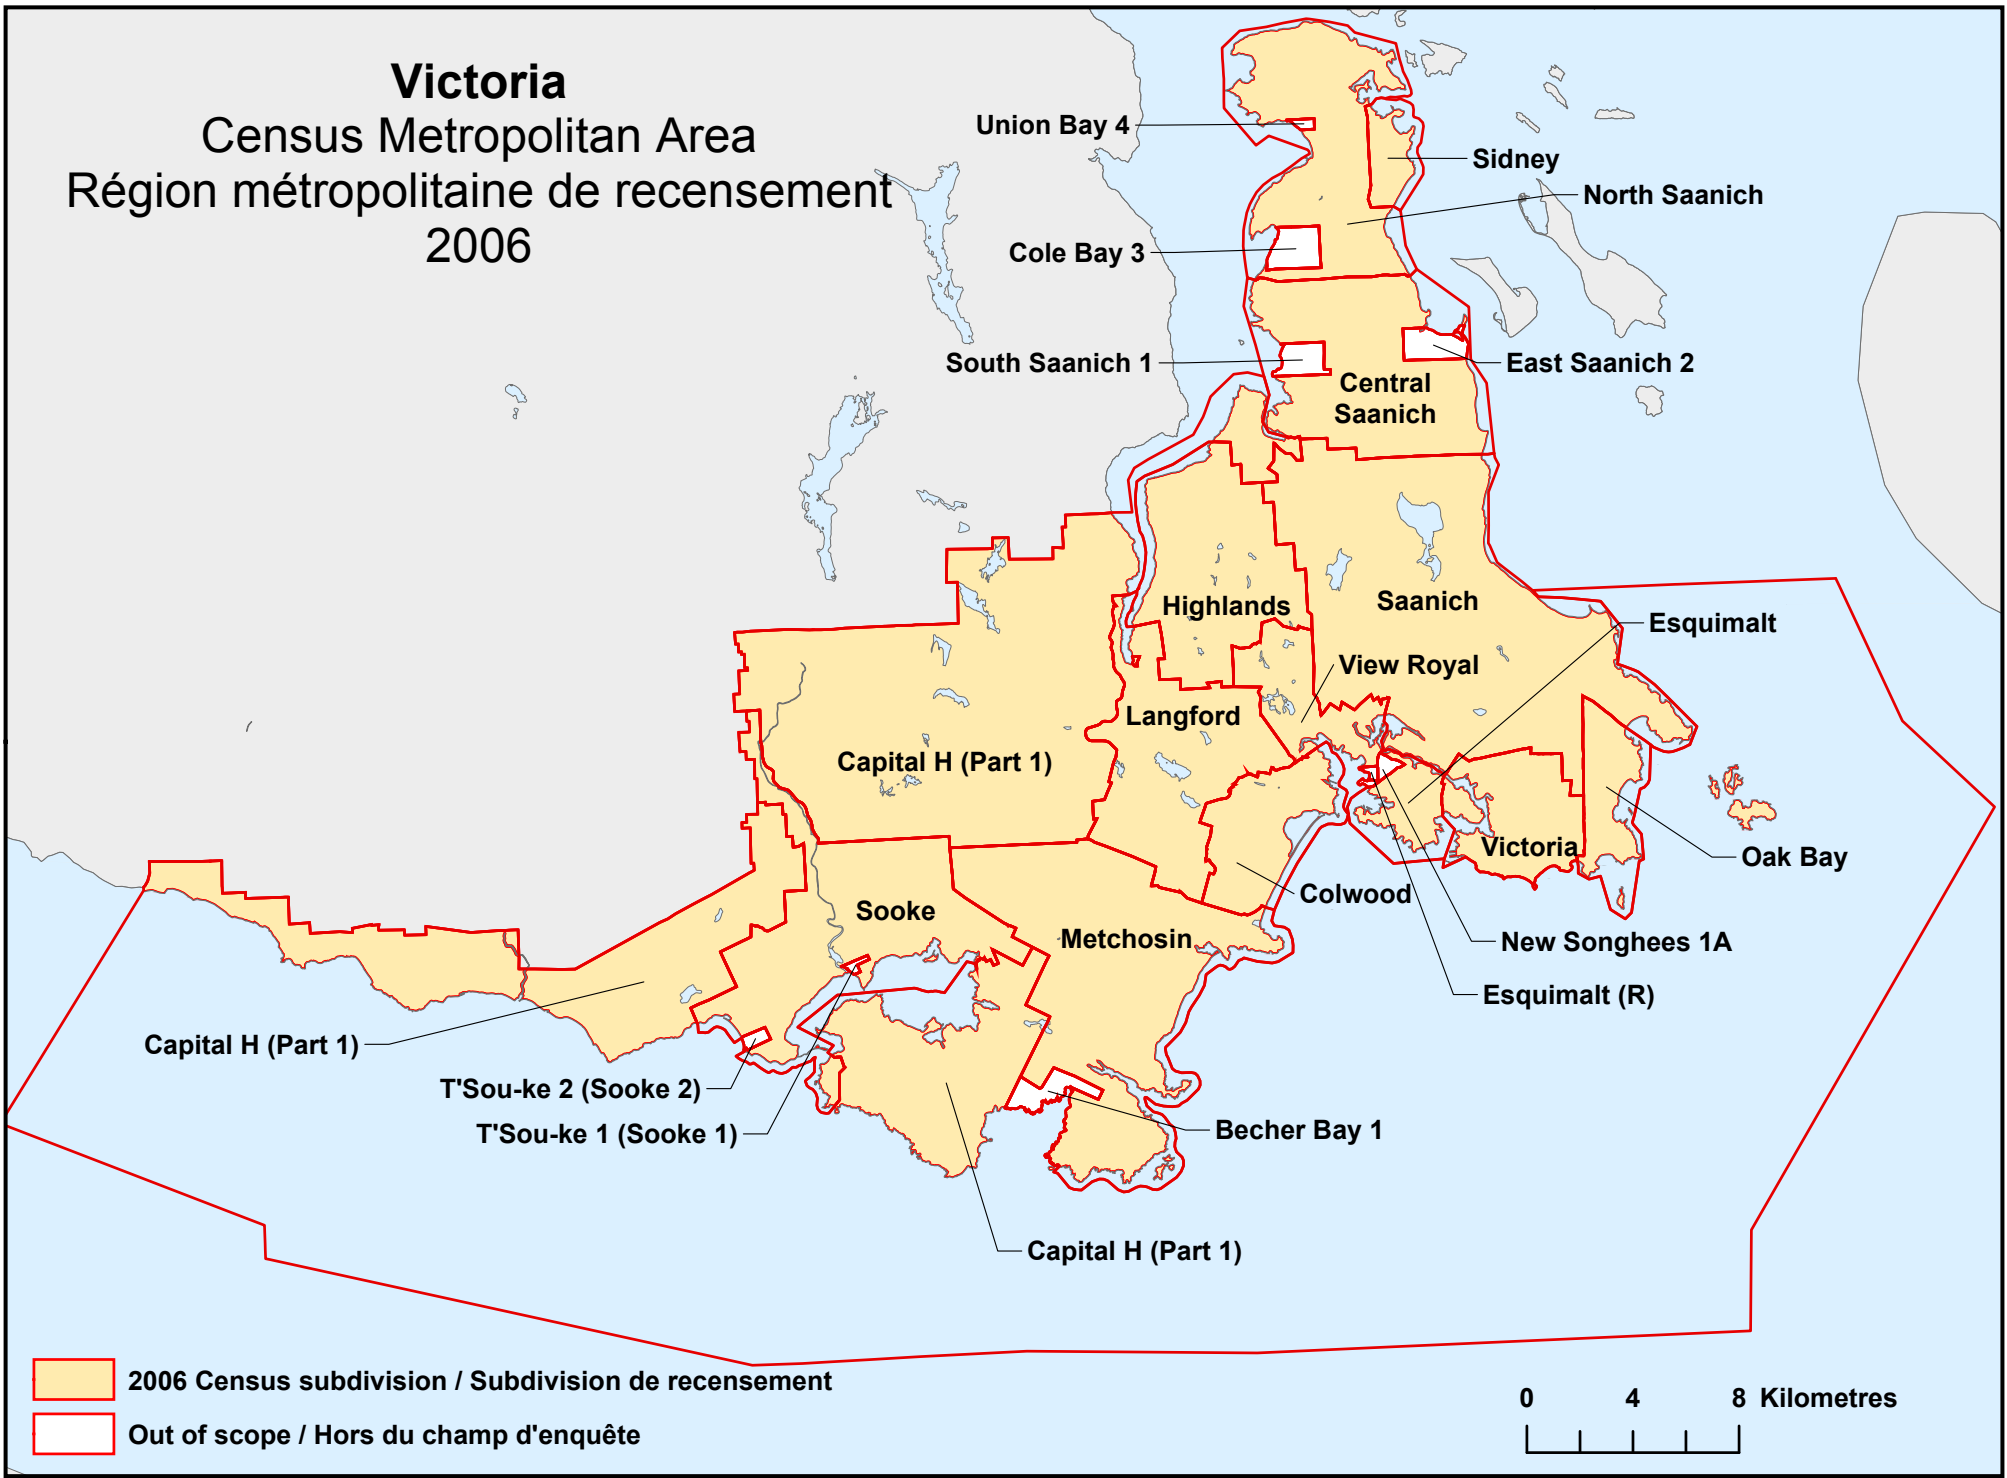 Victoria
Census Metropolitan Area
Région métropolitaine de recensement
2006
Union Bay 4
Sidney
North Saanich
Cole Bay 3
South Saanich 1
East Saanich 2
Central
Saanich
Highlands
Saanich
Esquimalt
View Royal
Langford
Capital H (Part 1)
Victoria
Oak Bay
Colwood
Sooke
Metchosin
New Songhees 1A
Esquimalt (R)
Capital H (Part 1)
T'Sou-ke 2 (Sooke 2)
T'Sou-ke 1 (Sooke 1)
Becher Bay 1
Capital H (Part 1)
2006 Census subdivision / Subdivision de recensement
Out of scope / Hors du champ d'enquête
0 4 8 Kilometres